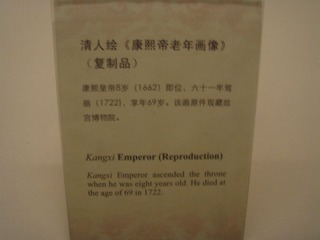 清人绘《康熙帝老年画像》
（复制品）
康熙皇帝8岁（1662）即位、六十一年驾
崩（1722），享年69岁。该画原件现藏故
宫博物院。
Kangxi Emperor (Reproduction)
Kangxi Emperor ascended the throne
when he was eight years old. He died at
the age of 69 in 1722.